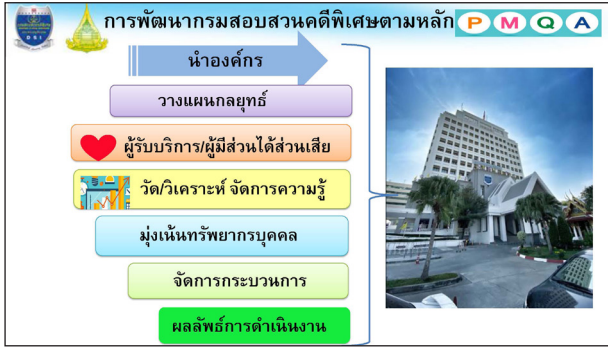 การพัฒนากรมสอบสวนคดีพิเศษตามหลัก P M Q A
DSI
นำองค์กร
วางแผนกลยุทธ์
ผู้รับบริการ/ผู้มีส่วนได้ส่วนเสีย
วัด/วิเคราะห์ จัดการความรู้
มุ่งเน้นทรัพยากรบุคคล
จัดการกระบวนการ
ผลลัพธ์การดำเนินงาน